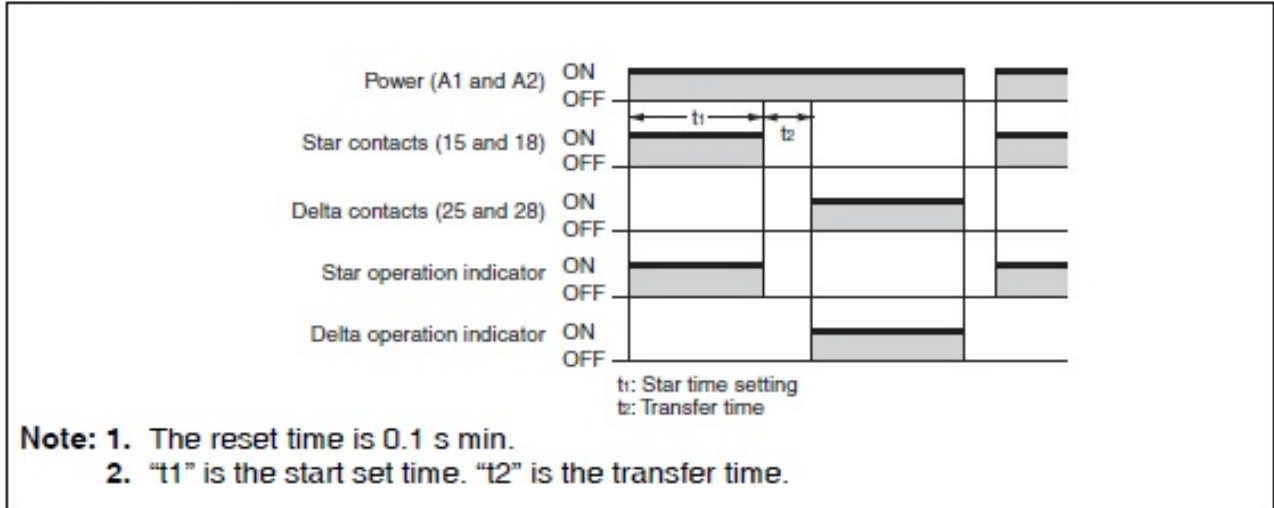 Power (A1 and A2) ON
OFF
t1
t2
Star contacts (15 and 18) ON
OFF
Delta contacts (25 and 28) ON
OFF
Star operation indicator ON
OFF
Delta operation indicator ON
OFF
t1: Star time setting
t2: Transfer time
Note: 1. The reset time is 0.1 s min.
2. “t1” is the start set time. “t2” is the transfer time.